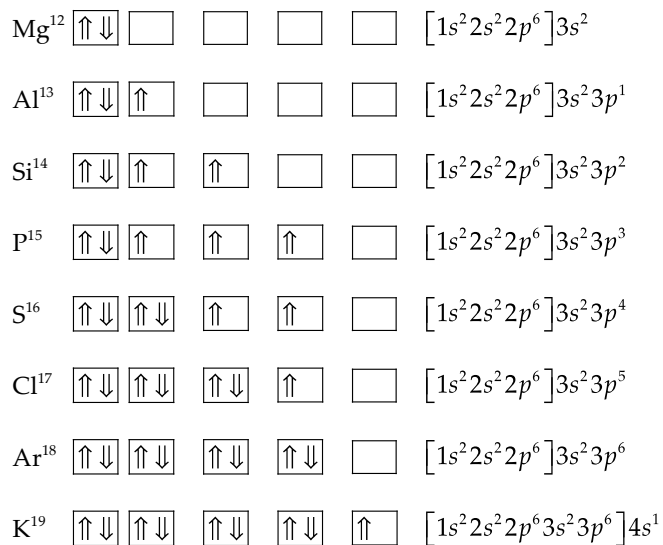 Mg¹² ⇑⇓ [1s²2s²2p⁶]3s²
Al¹³ ⇑⇓ ⇑ [1s²2s²2p⁶]3s²3p¹
Si¹⁴ ⇑⇓ ⇑ ⇑ [1s²2s²2p⁶]3s²3p²
P¹⁵ ⇑⇓ ⇑ ⇑ ⇑ [1s²2s²2p⁶]3s²3p³
S¹⁶ ⇑⇓ ⇑⇓ ⇑ ⇑ [1s²2s²2p⁶]3s²3p⁴
Cl¹⁷ ⇑⇓ ⇑⇓ ⇑⇓ ⇑ [1s²2s²2p⁶]3s²3p⁵
Ar¹⁸ ⇑⇓ ⇑⇓ ⇑⇓ ⇑⇓ [1s²2s²2p⁶]3s²3p⁶
K¹⁹ ⇑⇓ ⇑⇓ ⇑⇓ ⇑⇓ ⇑ [1s²2s²2p⁶3s²3p⁶]4s¹